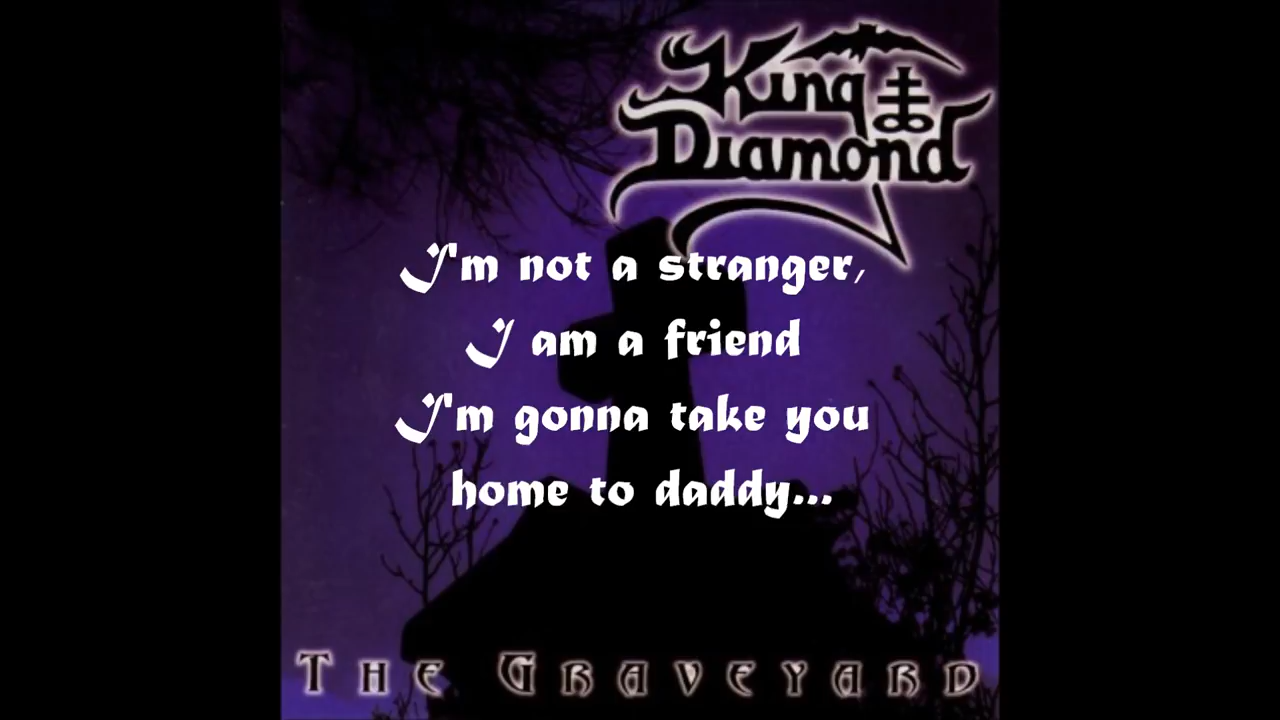 King
Diamond
I'm not a stranger,
I am a friend
I'm gonna take you
home to daddy...
The Graveyard